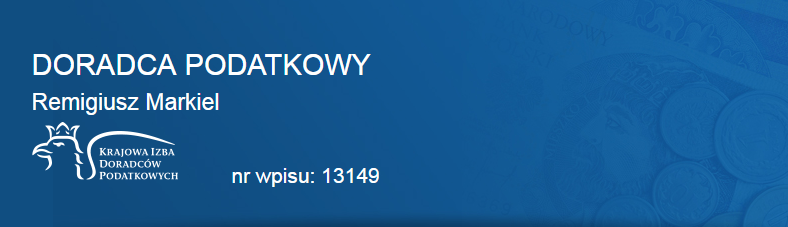 DORADCA PODATKOWY
Remigiusz Markiel
KRAJOWA IZBA
DORADCÓW
PODATKOWYCH
nr wpisu: 13149